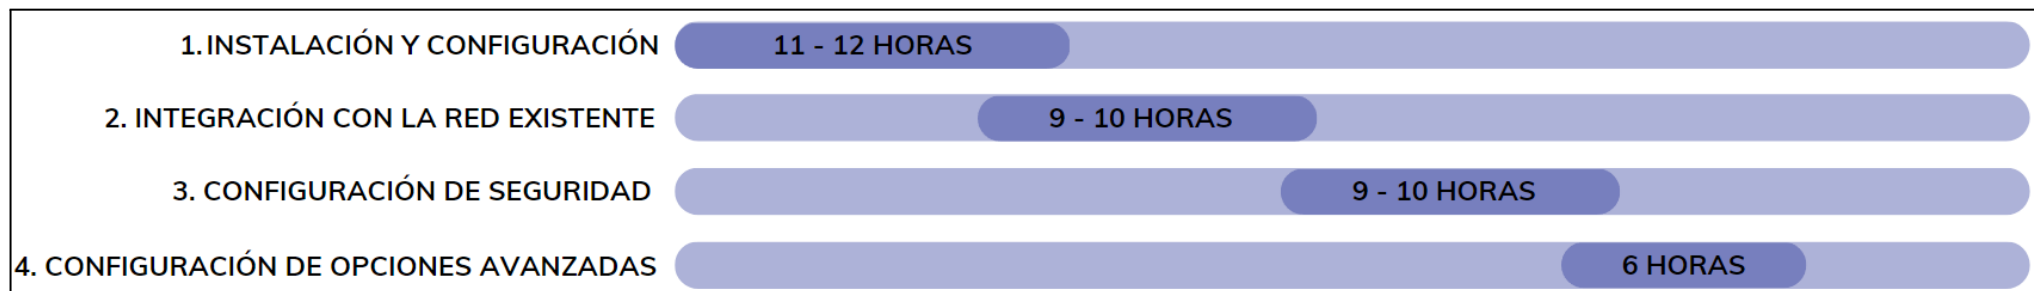 1. INSTALACIÓN Y CONFIGURACIÓN 11 - 12 HORAS
2. INTEGRACIÓN CON LA RED EXISTENTE 9 - 10 HORAS
3. CONFIGURACIÓN DE SEGURIDAD 9 - 10 HORAS
4. CONFIGURACIÓN DE OPCIONES AVANZADAS 6 HORAS